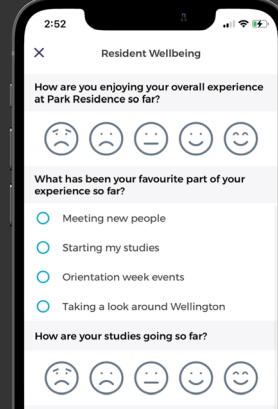 2:52
Resident Wellbeing
How are you enjoying your overall experience
at Park Residence so far?
What has been your favourite part of your
experience so far?
Meeting new people
Starting my studies
Orientation week events
Taking a look around Wellington
How are your studies going so far?